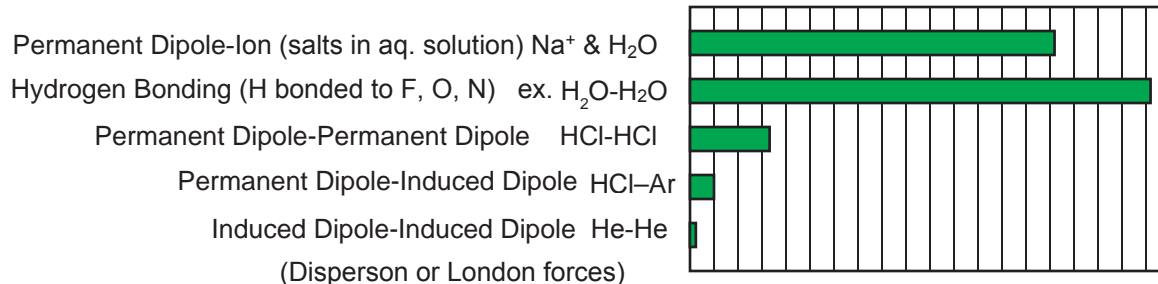 Permanent Dipole-Ion (salts in aq. solution) Na⁺ & H₂O
Hydrogen Bonding (H bonded to F, O, N) ex. H₂O-H₂O
Permanent Dipole-Permanent Dipole HCl-HCl
Permanent Dipole-Induced Dipole HCl–Ar
Induced Dipole-Induced Dipole He-He
(Disperson or London forces)